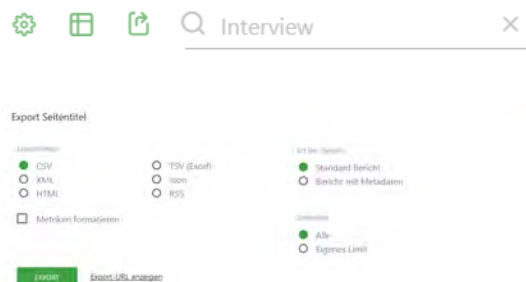 Interview
Export Seitentitel
Exportformat
CSV
TSV (Excel)
XML
Json
HTML
RSS
Metriken formatieren
Standard Bericht
Bericht mit Metadaten
Alle
Eigenes Limit
EXPORT
Export-URL anzeigen